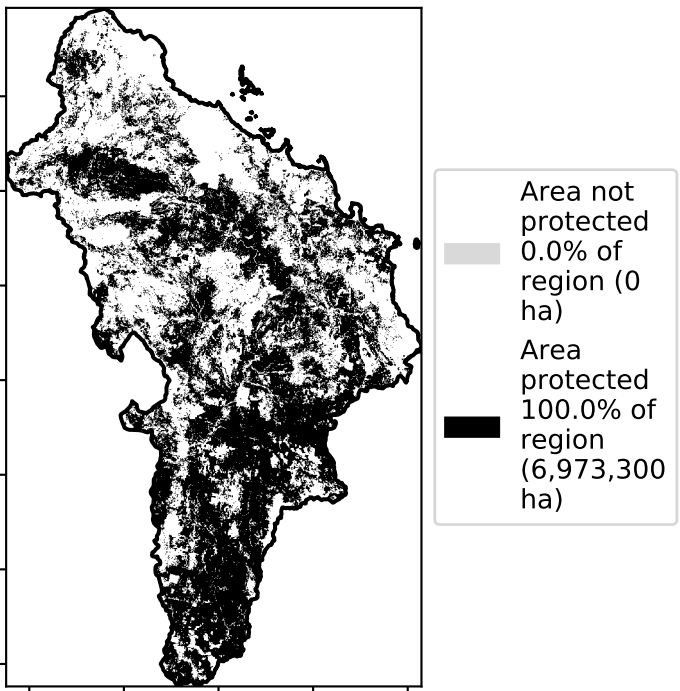 Area not
protected
0.0% of
region (0
ha)
Area
protected
100.0% of
region
(6,973,300
ha)